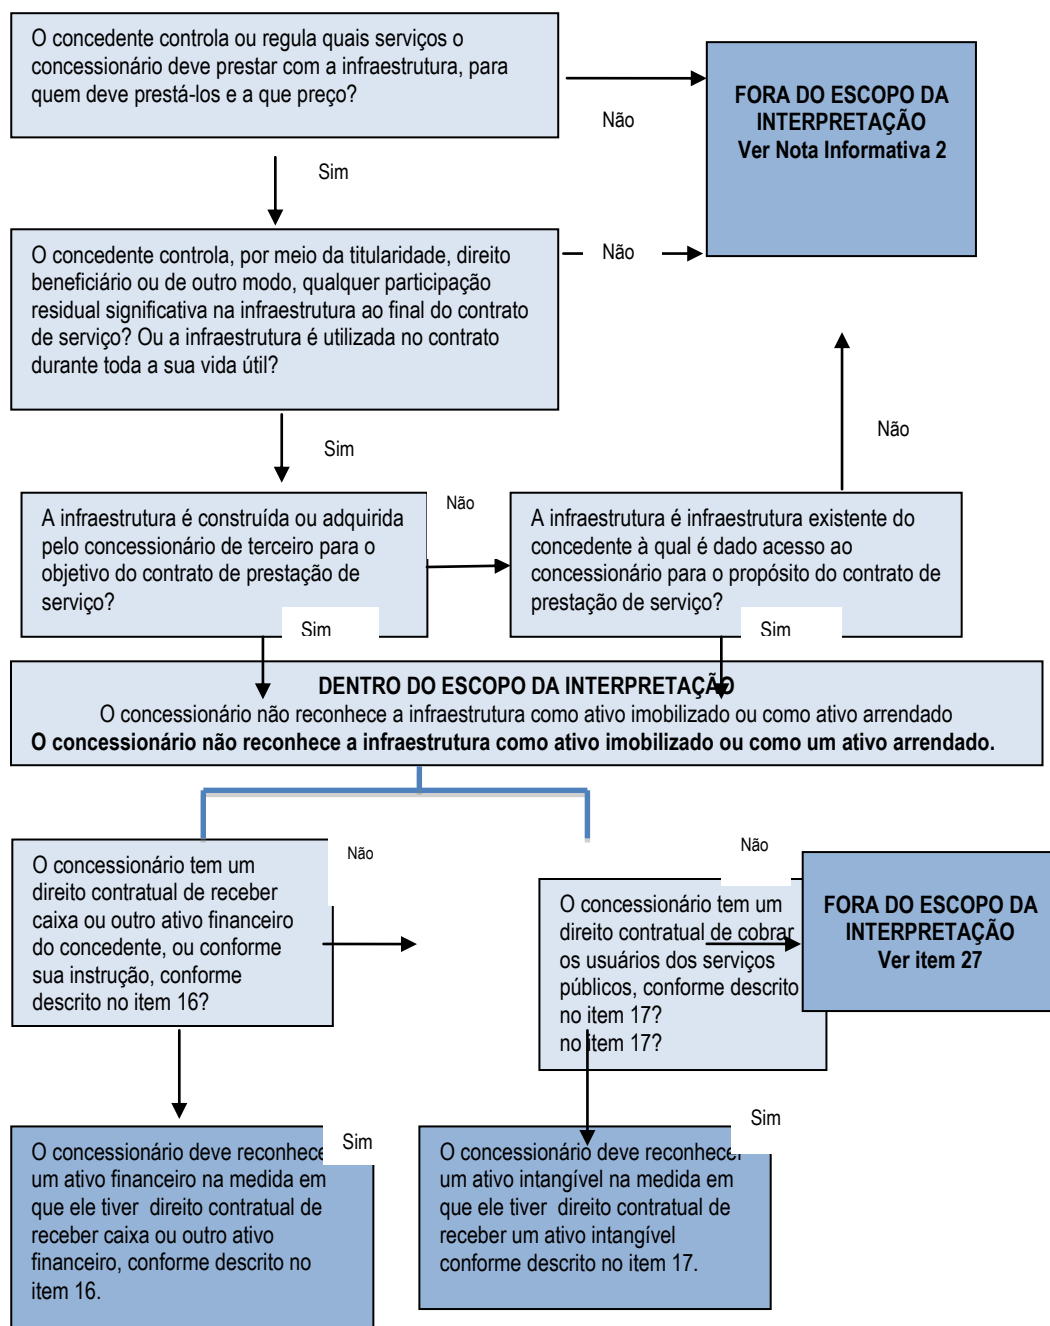 O concedente controla ou regula quais serviços o
concessionário deve prestar com a infraestrutura, para
quem deve prestá-los e a que preço?
Não
FORA DO ESCOPO DA
INTERPRETAÇÃO
Ver Nota Informativa 2
Sim
O concedente controla, por meio da titularidade, direito
beneficiário ou de outro modo, qualquer participação
residual significativa na infraestrutura ao final do contrato
de serviço? Ou a infraestrutura é utilizada no contrato
durante toda a sua vida útil?
Não
Sim
Não
A infraestrutura é construída ou adquirida
pelo concessionário de terceiro para o
objetivo do contrato de prestação de
serviço?
Não
A infraestrutura é infraestrutura existente do
concedente à qual é dado acesso ao
concessionário para o propósito do contrato de
prestação de serviço?
Sim
Sim
DENTRO DO ESCOPO DA INTERPRETAÇÃO
O concessionário não reconhece a infraestrutura como ativo imobilizado ou como ativo arrendado
O concessionário não reconhece a infraestrutura como ativo imobilizado ou como um ativo arrendado.
O concessionário tem um
direito contratual de receber
caixa ou outro ativo financeiro
do concedente, ou conforme
sua instrução, conforme
descrito no item 16?
Não
O concessionário tem um
direito contratual de cobrar
os usuários dos serviços
públicos, conforme descrito
no item 17?
no item 17?
Não
FORA DO ESCOPO DA
INTERPRETAÇÃO
Ver item 27
Sim
O concessionário deve reconhecer
um ativo financeiro na medida em
que ele tiver direito contratual de
receber caixa ou outro ativo
financeiro, conforme descrito no
item 16.
Sim
O concessionário deve reconhecer
um ativo intangível na medida em
que ele tiver direito contratual de
receber um ativo intangível
conforme descrito no item 17.